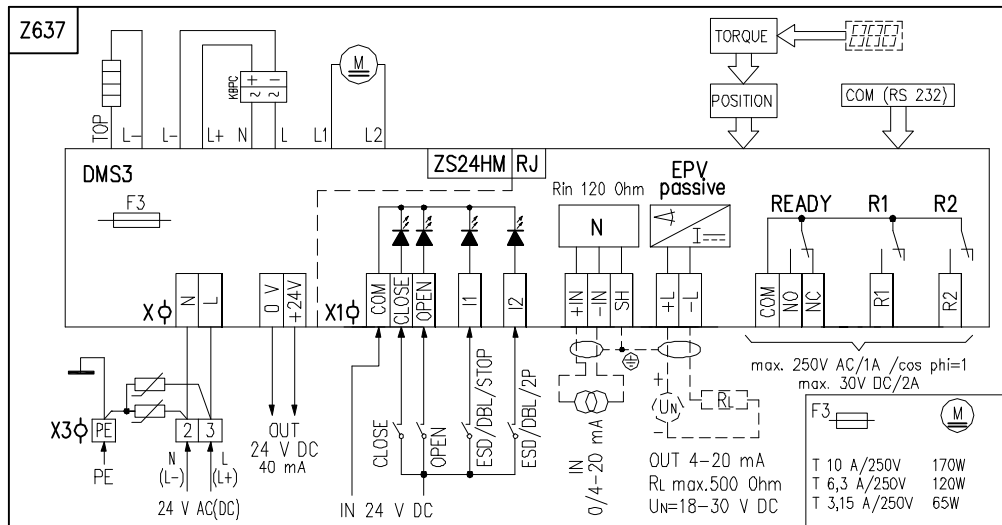 Z637
TORQUE
POSITION
COM (RS 232)
TOP
L-
L-
L+
N
L
KBPC
+ −
~ ~
L1
M
L2
DMS3
F3
ZS24HM
RJ
Rin 120 Ohm
N
EPV
passive
READY
R1
R2
X
N
L
0 V
+24V
X1
COM
CLOSE
OPEN
I1
I2
+IN
-IN
SH
+L
-L
COM
NO
NC
R1
R2
max. 250V AC/1A /cos phi=1
max. 30V DC/2A
X3
PE
2
3
PE
N
(L-)
L
(L+)
24 V AC(DC)
OUT
24 V DC
40 mA
CLOSE
OPEN
ESD/DBL/STOP
ESD/DBL/2P
IN 24 V DC
IN
0/4-20 mA
+
UN
-
RL
OUT 4-20 mA
RL max.500 Ohm
UN=18-30 V DC
F3
M
T 10 A/250V 170W
T 6,3 A/250V 120W
T 3,15 A/250V 65W